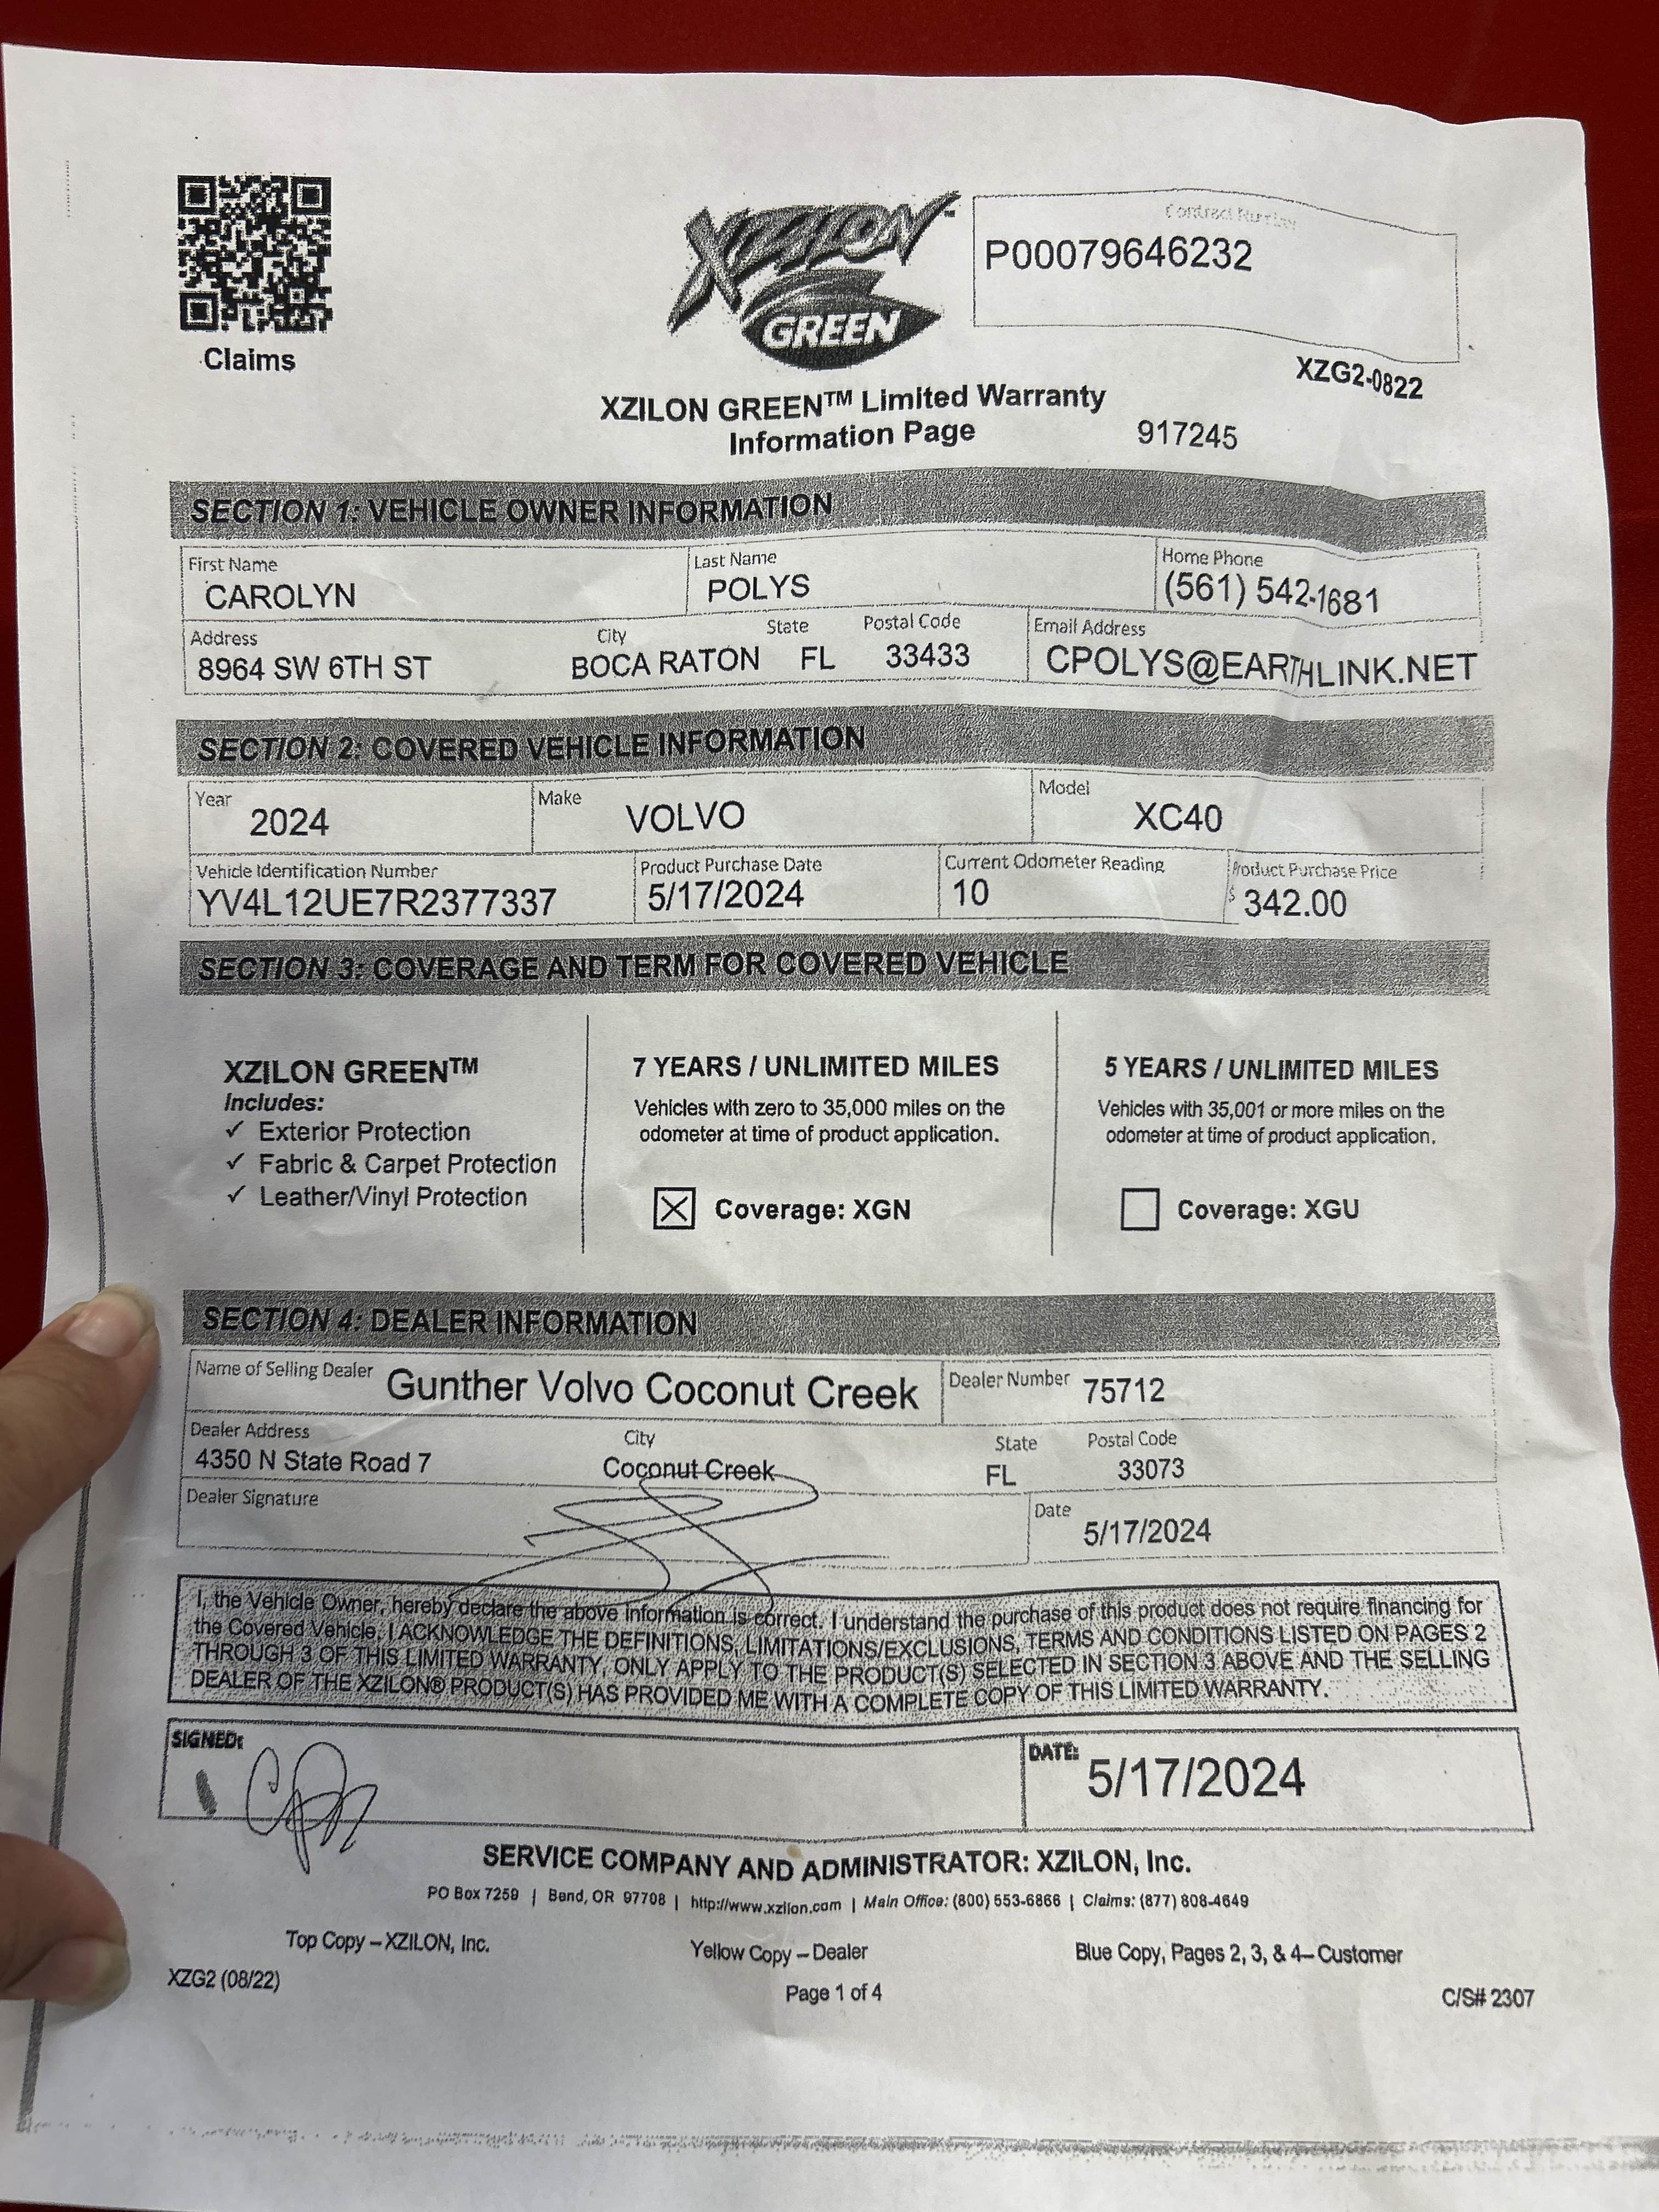 Claims
XZILON™
GREEN
Contract Number
P00079646232
XZG2-0822
XZILON GREEN™ Limited Warranty
Information Page
917245
SECTION 1: VEHICLE OWNER INFORMATION
First Name
Last Name
Home Phone
CAROLYN
POLYS
(561) 542-1681
Address
City
State
Postal Code
Email Address
8964 SW 6TH ST
BOCA RATON
FL
33433
CPOLYS@EARTHLINK.NET
SECTION 2: COVERED VEHICLE INFORMATION
Year
Make
Model
2024
VOLVO
XC40
Vehicle Identification Number
Product Purchase Date
Current Odometer Reading
Product Purchase Price
YV4L12UE7R2377337
5/17/2024
10
$ 342.00
SECTION 3: COVERAGE AND TERM FOR COVERED VEHICLE
XZILON GREEN™
Includes:
✓ Exterior Protection
✓ Fabric & Carpet Protection
✓ Leather/Vinyl Protection
7 YEARS / UNLIMITED MILES
Vehicles with zero to 35,000 miles on the
odometer at time of product application.
☒ Coverage: XGN
5 YEARS / UNLIMITED MILES
Vehicles with 35,001 or more miles on the
odometer at time of product application.
☐ Coverage: XGU
SECTION 4: DEALER INFORMATION
Name of Selling Dealer
Gunther Volvo Coconut Creek
Dealer Number
75712
Dealer Address
City
State
Postal Code
4350 N State Road 7
Coconut Creek
FL
33073
Dealer Signature
Date
5/17/2024
I, the Vehicle Owner, hereby declare the above information is correct. I understand the purchase of this product does not require financing for
the Covered Vehicle. I ACKNOWLEDGE THE DEFINITIONS, LIMITATIONS/EXCLUSIONS, TERMS AND CONDITIONS LISTED ON PAGES 2
THROUGH 3 OF THIS LIMITED WARRANTY, ONLY APPLY TO THE PRODUCT(S) SELECTED IN SECTION 3 ABOVE AND THE SELLING
DEALER OF THE XZILON® PRODUCT(S) HAS PROVIDED ME WITH A COMPLETE COPY OF THIS LIMITED WARRANTY.
SIGNED:
DATE:
5/17/2024
SERVICE COMPANY AND ADMINISTRATOR: XZILON, Inc.
PO Box 7259 | Bend, OR 97708 | http://www.xzilon.com | Main Office: (800) 553-6866 | Claims: (877) 808-4649
Top Copy – XZILON, Inc.
Yellow Copy – Dealer
Blue Copy, Pages 2, 3, & 4– Customer
XZG2 (08/22)
Page 1 of 4
C/S# 2307